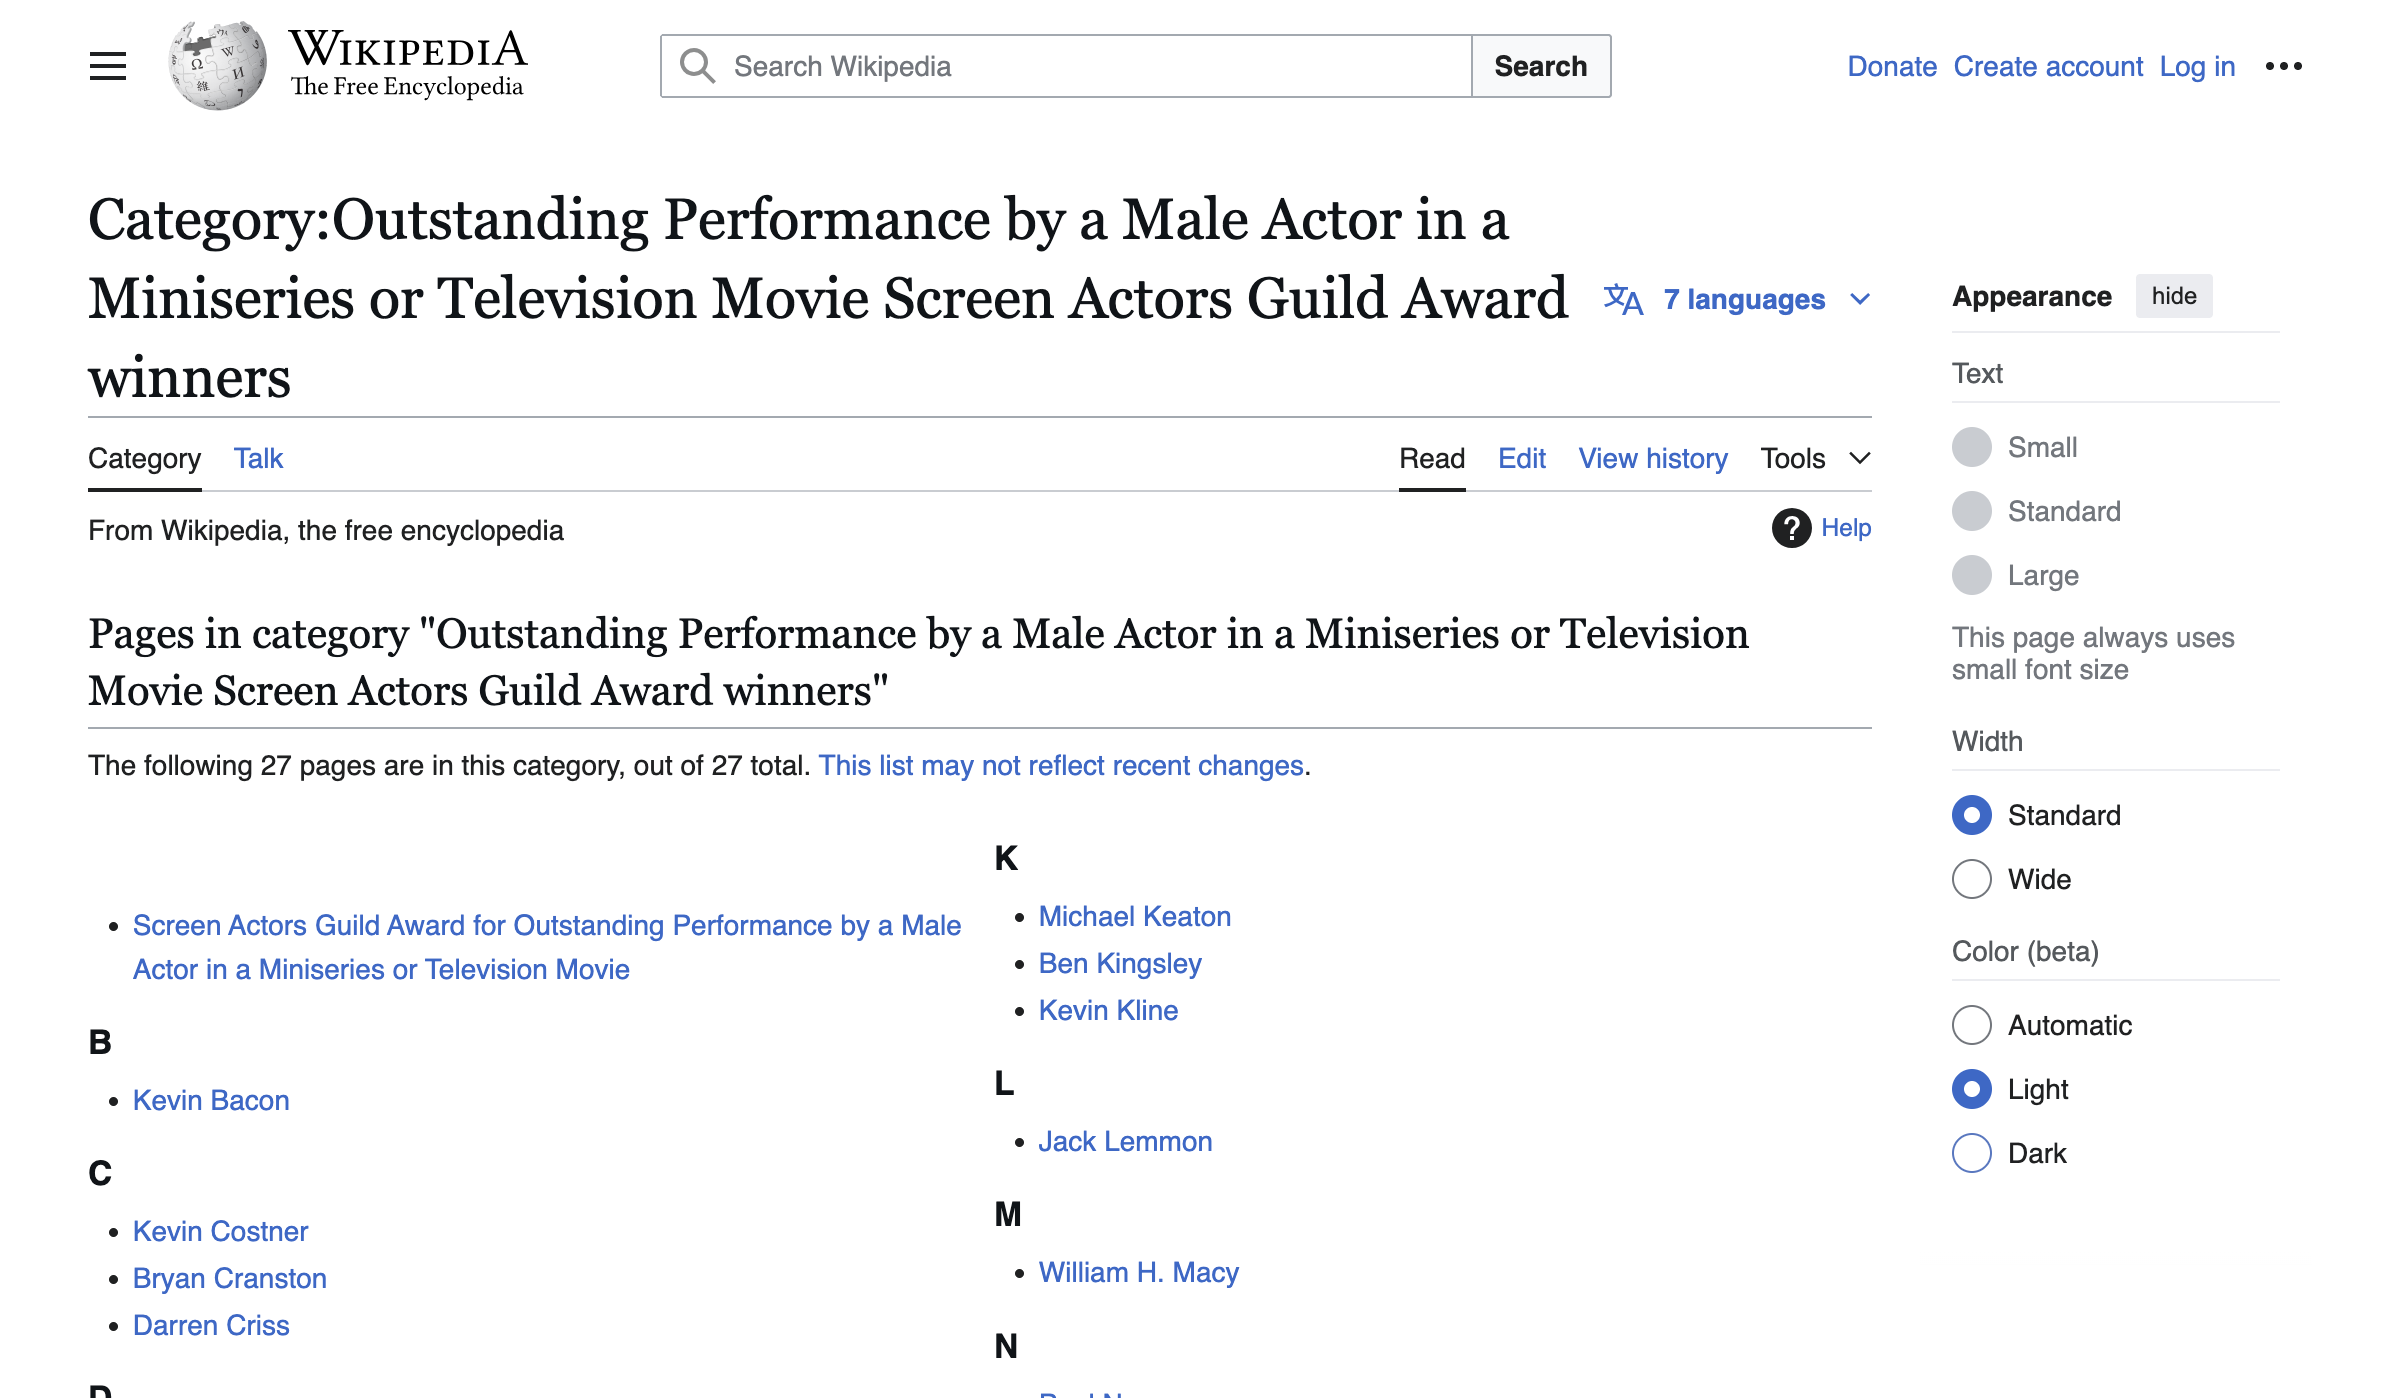 WIKIPEDIA
The Free Encyclopedia
Search Wikipedia
Search
Donate Create account Log in
Category:Outstanding Performance by a Male Actor in a
Miniseries or Television Movie Screen Actors Guild Award
winners
7 languages
Category Talk
Read Edit View history Tools
From Wikipedia, the free encyclopedia
Help
Pages in category "Outstanding Performance by a Male Actor in a Miniseries or Television
Movie Screen Actors Guild Award winners"
The following 27 pages are in this category, out of 27 total. This list may not reflect recent changes.
Screen Actors Guild Award for Outstanding Performance by a Male
Actor in a Miniseries or Television Movie
B
Kevin Bacon
C
Kevin Costner
Bryan Cranston
Darren Criss
K
Michael Keaton
Ben Kingsley
Kevin Kline
L
Jack Lemmon
M
William H. Macy
N
Appearance hide
Text
Small
Standard
Large
This page always uses
small font size
Width
Standard
Wide
Color (beta)
Automatic
Light
Dark